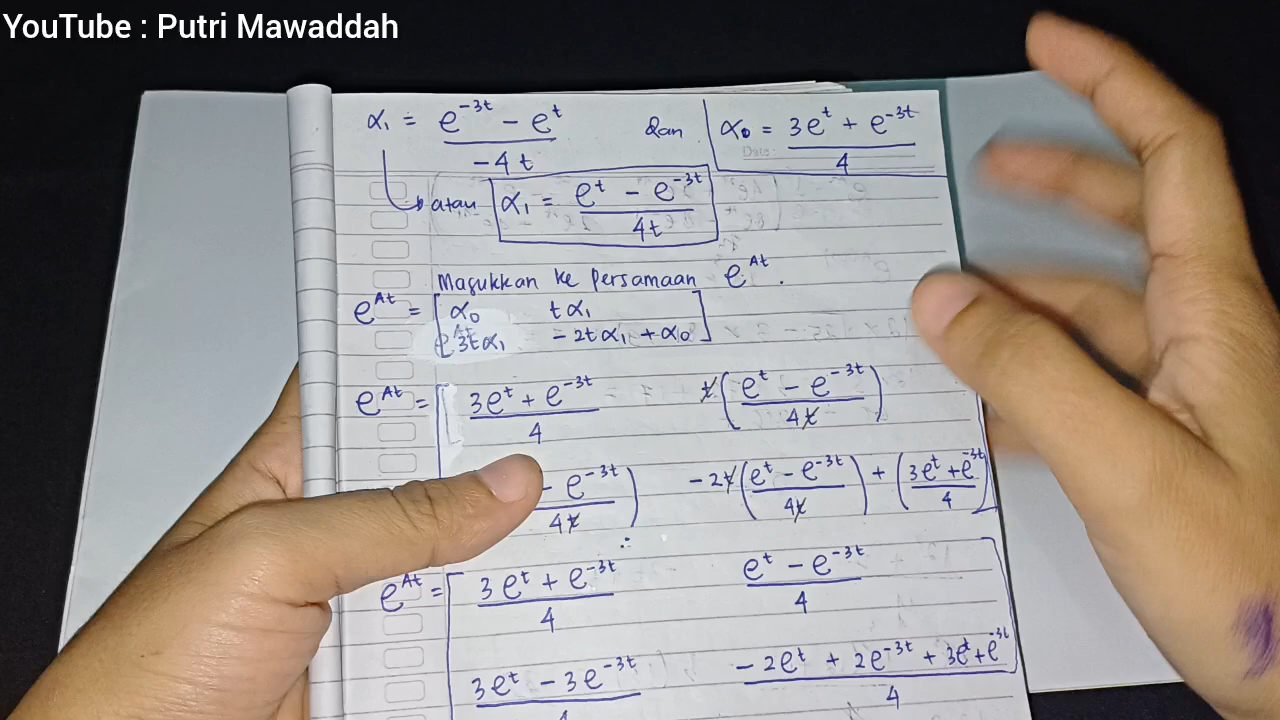 YouTube : Putri Mawaddah
α₁ = (e^{-3t} - e^t)/(-4t) dan α₀ = (3e^t + e^{-3t})/4
Date:
atau α₁ = (e^t - e^{-3t})/(4t)
Masukkan ke persamaan e^{At} .
e^{At} = [ α₀ tα₁
3tα₁ -2tα₁ + α₀ ]
e^{At} = [ (3e^t + e^{-3t})/4 t((e^t - e^{-3t})/(4t))
- e^{-3t})/(4t)) -2t((e^t - e^{-3t})/(4t)) + ((3e^t + e^{-3t})/4) ]
∴
e^{At} = [ (3e^t + e^{-3t})/4 (e^t - e^{-3t})/4
(3e^t - 3e^{-3t})/4 (-2e^t + 2e^{-3t} + 3e^t + e^{-3t})/4 ]